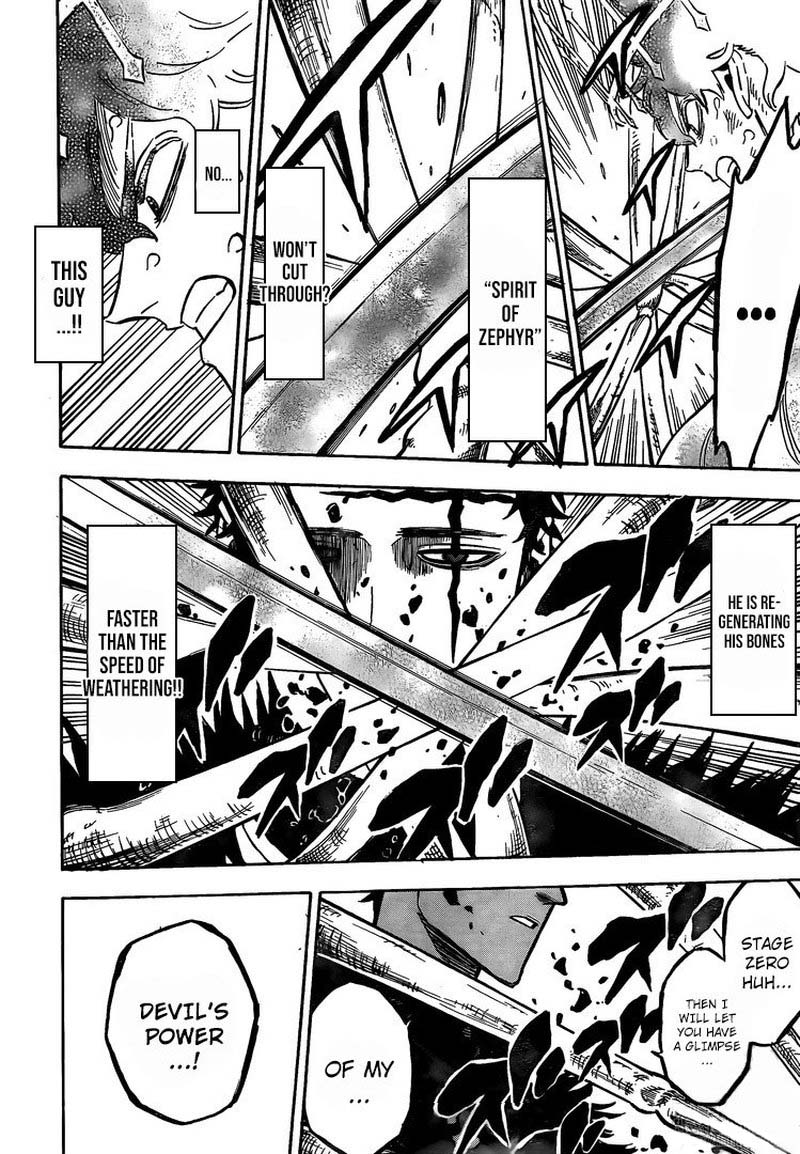 ...
“SPIRIT
OF
ZEPHYR”
WON'T
CUT
THROUGH?
NO...
THIS
GUY
...!!
HE IS RE-
GENERATING
HIS BONES
FASTER
THAN THE
SPEED OF
WEATHERING!!
STAGE
ZERO
HUH...
THEN I
WILL LET
YOU HAVE
A GLIMPSE
...
OF MY
...
DEVIL'S
POWER
...!